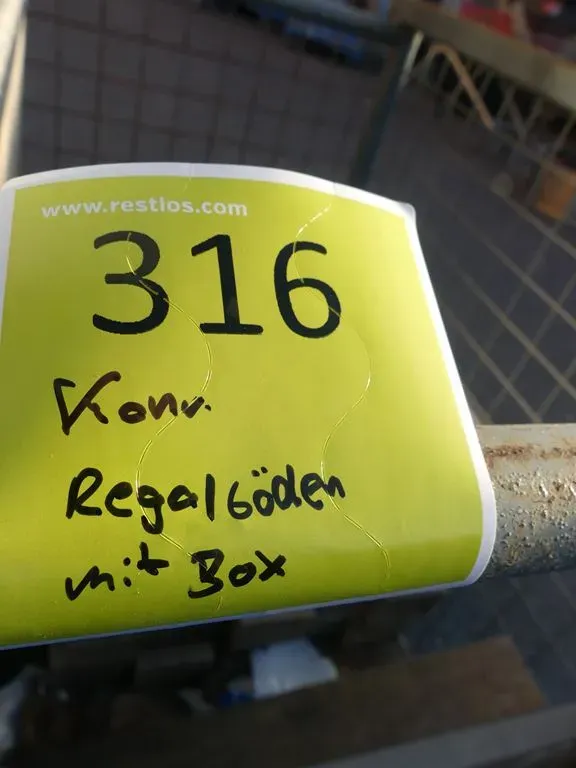 www.restlos.com
316
Konv.
Regalböden
mit Box